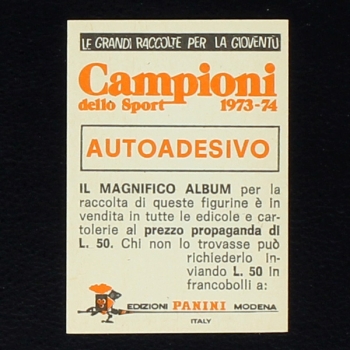 LE GRANDI RACCOLTE PER LA GIOVENTÙ
Campioni
dello Sport 1973-74
AUTOADESIVO
IL MAGNIFICO ALBUM per la
raccolta di queste figurine è in
vendita in tutte le edicole e car-
tolerie al prezzo propaganda di
L. 50. Chi non lo trovasse può
richiederlo in-
viando L. 50 in
francobolli a:
EDIZIONI PANINI MODENA
ITALY